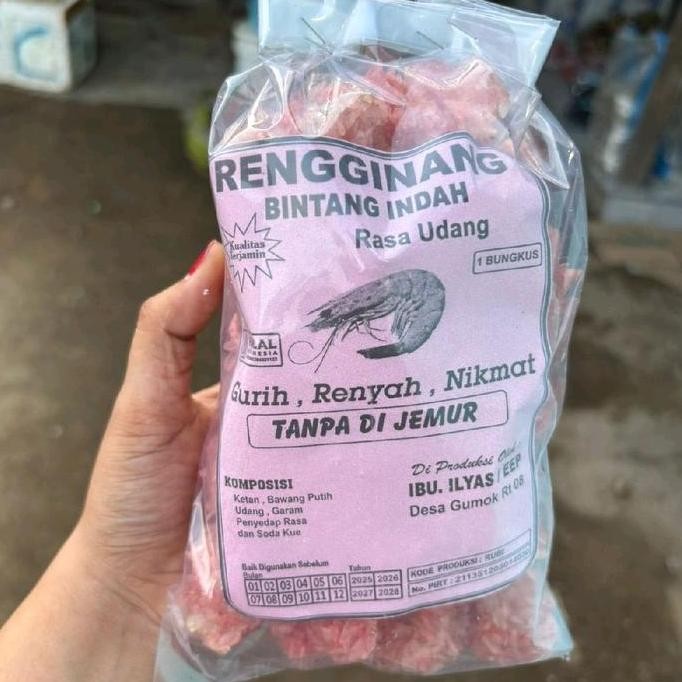 RENGGINANG
BINTANG INDAH
Rasa Udang
Kualitas
Terjamin
1 BUNGKUS
Gurih , Renyah , Nikmat
TANPA DI JEMUR
KOMPOSISI
Ketan , Bawang Putih
Udang , Garam
Penyedap Rasa
dan Soda Kue
Di Produksi
IBU. ILYAS / EEP
Desa Gumok Rt 08
Baik Digunakan Sebelum
Bulan Tahun
01 02 03 04 05 06 2025 2026
07 08 09 10 11 12 2027 2028
KODE PRODUKSI :
No. PIRT :